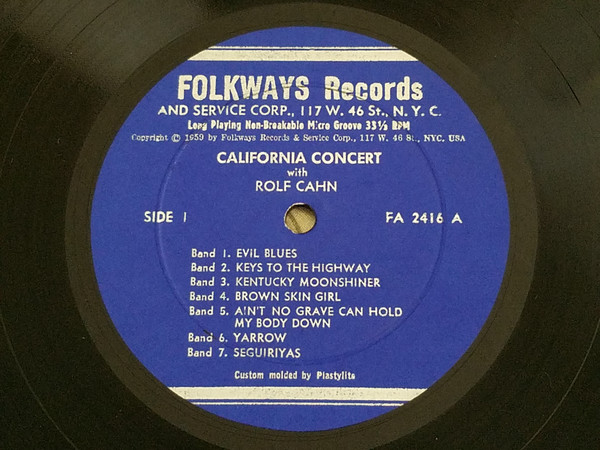 FOLKWAYS Records
AND SERVICE CORP., 117 W. 46 St., N. Y. C.
Long Playing Non-Breakable Micro Groove 33⅓ RPM
Copyright © 1959 by Folkways Records & Service Corp., 117 W. 46 St., NYC. USA
CALIFORNIA CONCERT
with
ROLF CAHN
SIDE 1 FA 2416 A
Band 1. EVIL BLUES
Band 2. KEYS TO THE HIGHWAY
Band 3. KENTUCKY MOONSHINER
Band 4. BROWN SKIN GIRL
Band 5. AIN'T NO GRAVE CAN HOLD
MY BODY DOWN
Band 6. YARROW
Band 7. SEGUIRIYAS
Custom molded by Plastylite